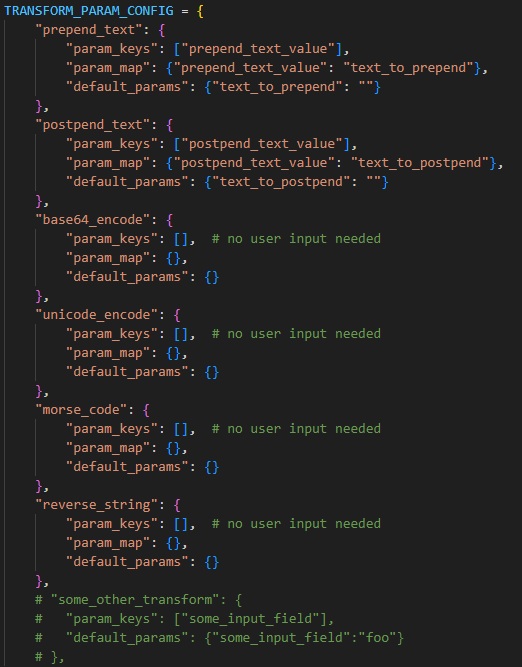 TRANSFORM_PARAM_CONFIG = {
    "prepend_text": {
        "param_keys": ["prepend_text_value"],
        "param_map": {"prepend_text_value": "text_to_prepend"},
        "default_params": {"text_to_prepend": ""}
    },
    "postpend_text": {
        "param_keys": ["postpend_text_value"],
        "param_map": {"postpend_text_value": "text_to_postpend"},
        "default_params": {"text_to_postpend": ""}
    },
    "base64_encode": {
        "param_keys": [],  # no user input needed
        "param_map": {},
        "default_params": {}
    },
    "unicode_encode": {
        "param_keys": [],  # no user input needed
        "param_map": {},
        "default_params": {}
    },
    "morse_code": {
        "param_keys": [],  # no user input needed
        "param_map": {},
        "default_params": {}
    },
    "reverse_string": {
        "param_keys": [],  # no user input needed
        "param_map": {},
        "default_params": {}
    },
    # "some_other_transform": {
    #   "param_keys": ["some_input_field"],
    #   "default_params": {"some_input_field":"foo"}
    # },